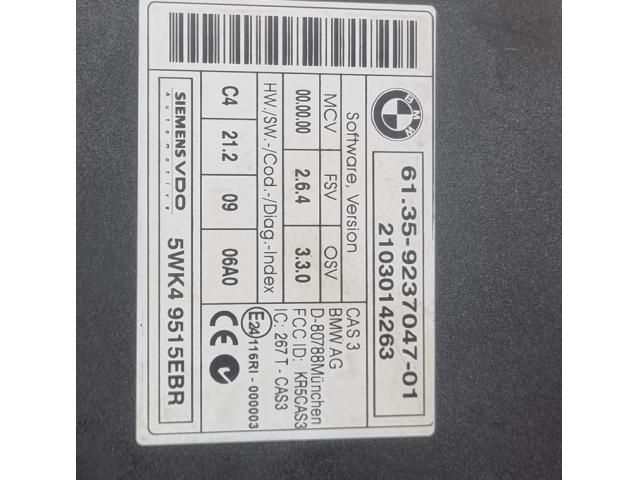 BMW
61.35-9237047-01
2103014263
Software, Version
MCV FSV OSV
00.00.00 2.6.4 3.3.0
HW./SW.-/Cod.-/Diag.-Index
C4 21.2 09 06A0
CAS 3
BMW AG
D-80788München
FCC ID: KR5CAS3
IC: 267T - CAS3
E24 116RI - 000003
CE
SIEMENS VDO
Automotive
5WK4 9515EBR